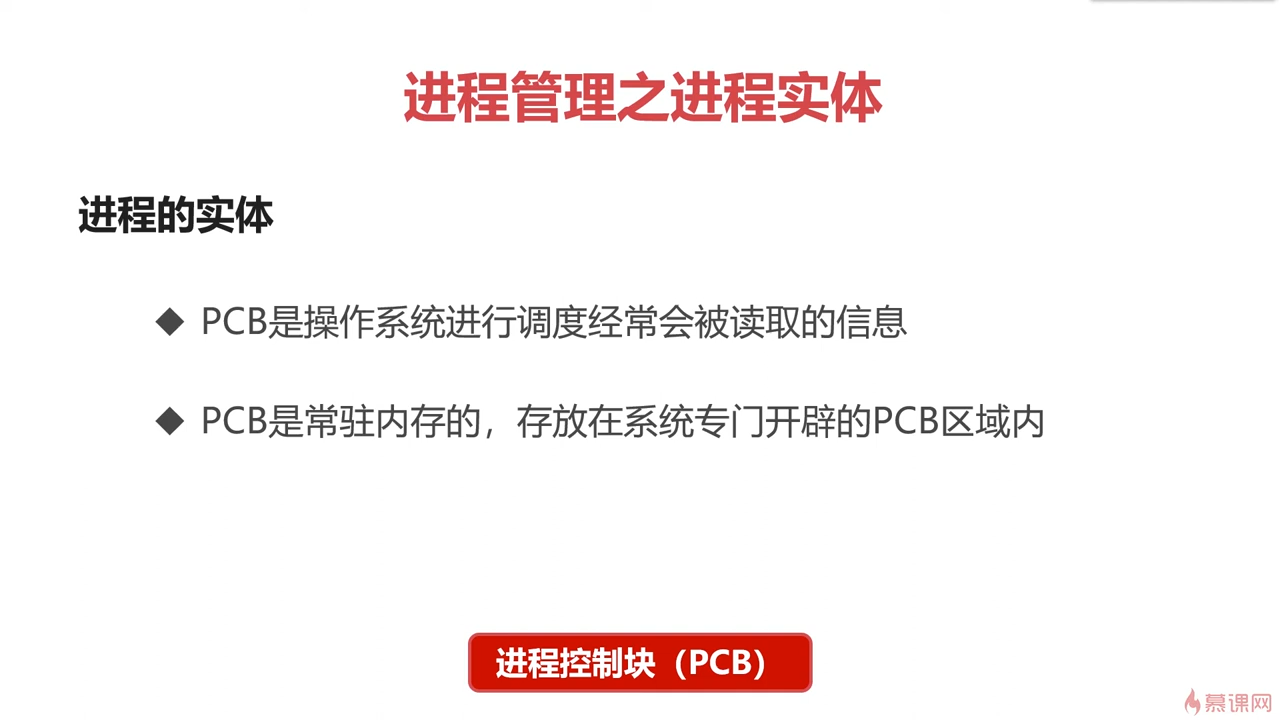 进程管理之进程实体
进程的实体
◆ PCB是操作系统进行调度经常会被读取的信息
◆ PCB是常驻内存的，存放在系统专门开辟的PCB区域内
进程控制块（PCB）
慕课网